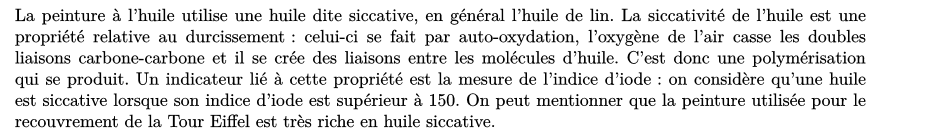 La peinture à l'huile utilise une huile dite siccative, en général l'huile de lin. La siccativité de l'huile est une
propriété relative au durcissement : celui-ci se fait par auto-oxydation, l'oxygène de l'air casse les doubles
liaisons carbone-carbone et il se crée des liaisons entre les molécules d'huile. C'est donc une polymérisation
qui se produit. Un indicateur lié à cette propriété est la mesure de l'indice d'iode : on considère qu'une huile
est siccative lorsque son indice d'iode est supérieur à 150. On peut mentionner que la peinture utilisée pour le
recouvrement de la Tour Eiffel est très riche en huile siccative.